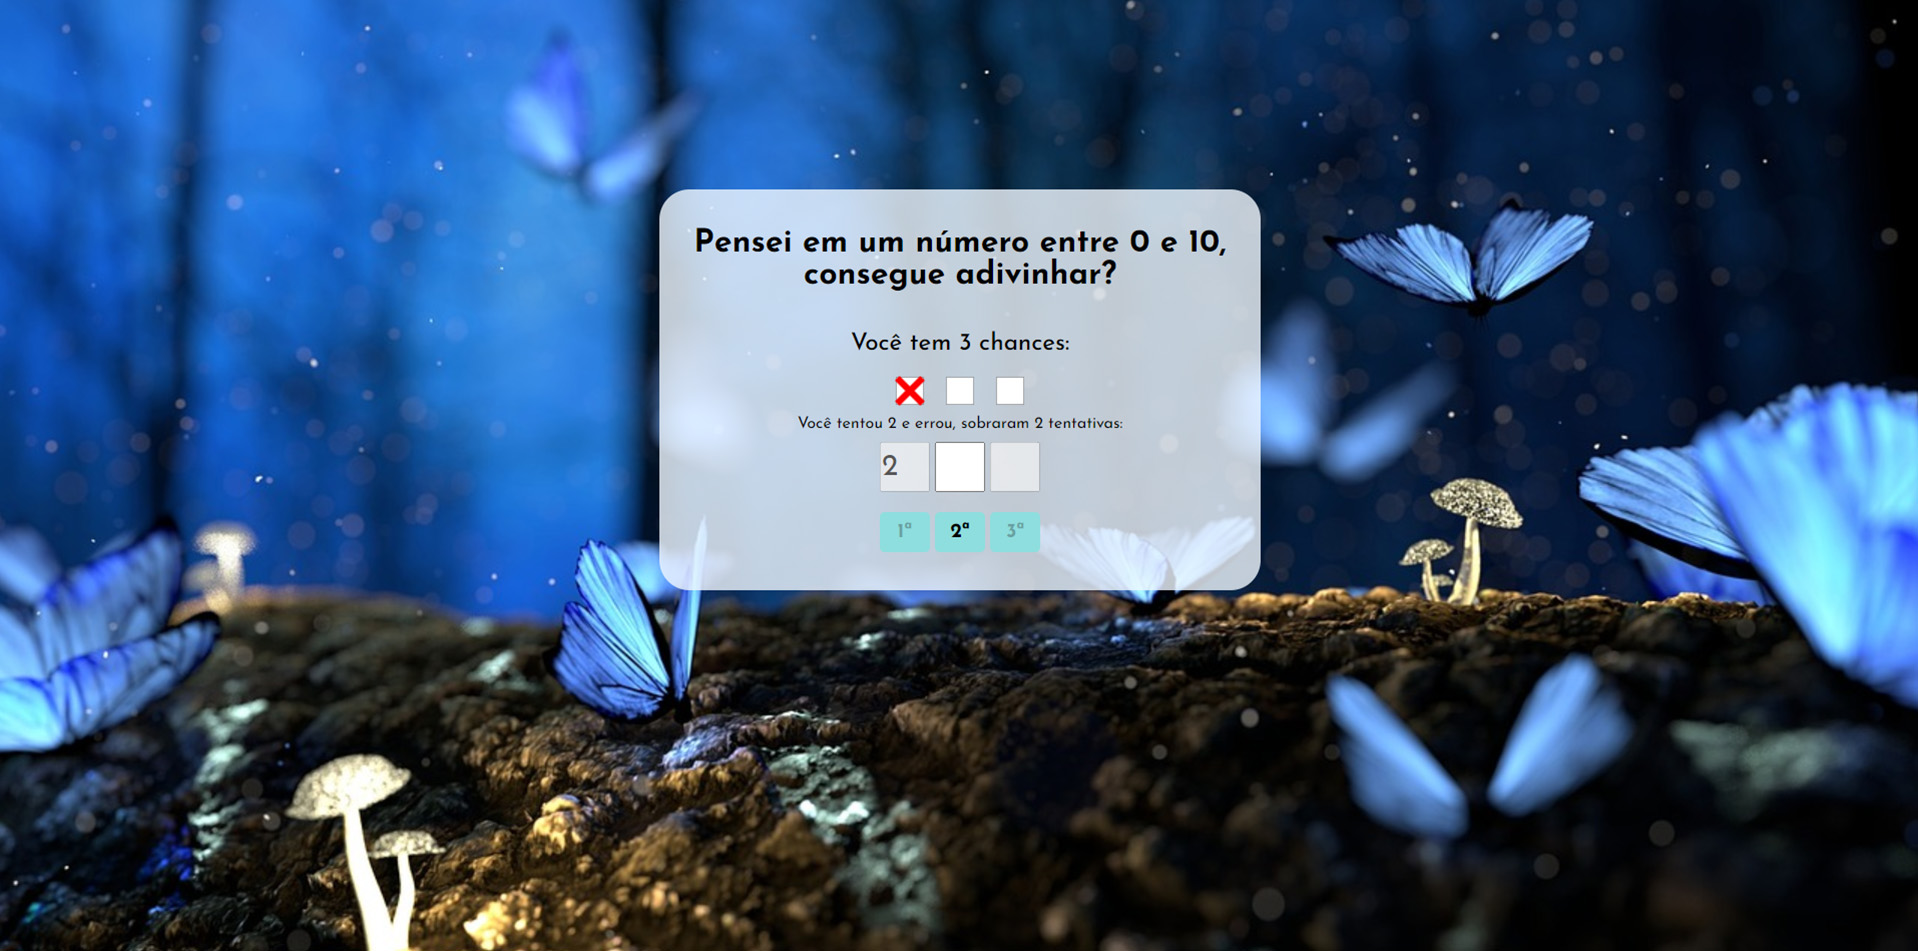 Pensei em um número entre 0 e 10,
consegue adivinhar?
Você tem 3 chances:
Você tentou 2 e errou, sobraram 2 tentativas:
2
1ª 2ª 3ª